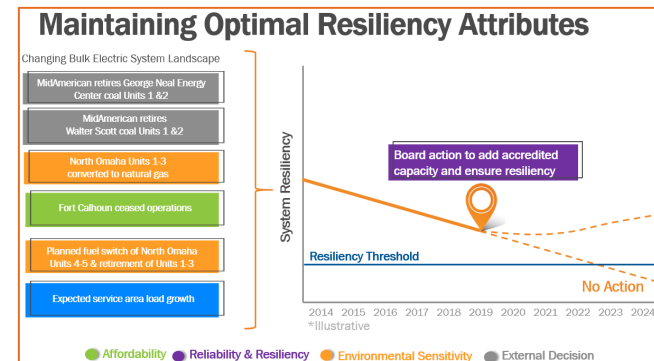 Maintaining Optimal Resiliency Attributes
Changing Bulk Electric System Landscape
MidAmerican retires George Neal Energy
Center coal Units 1 &2
MidAmerican retires
Walter Scott coal Units 1 &2
North Omaha Units 1-3
converted to natural gas
Fort Calhoun ceased operations
Planned fuel switch of North Omaha
Units 4-5 & retirement of Units 1-3
Expected service area load growth
System Resiliency
Board action to add accredited
capacity and ensure resiliency
Resiliency Threshold
No Action
2014 2015 2016 2017 2018 2019 2020 2021 2022 2023 2024
*Illustrative
Affordability Reliability & Resiliency Environmental Sensitivity External Decision